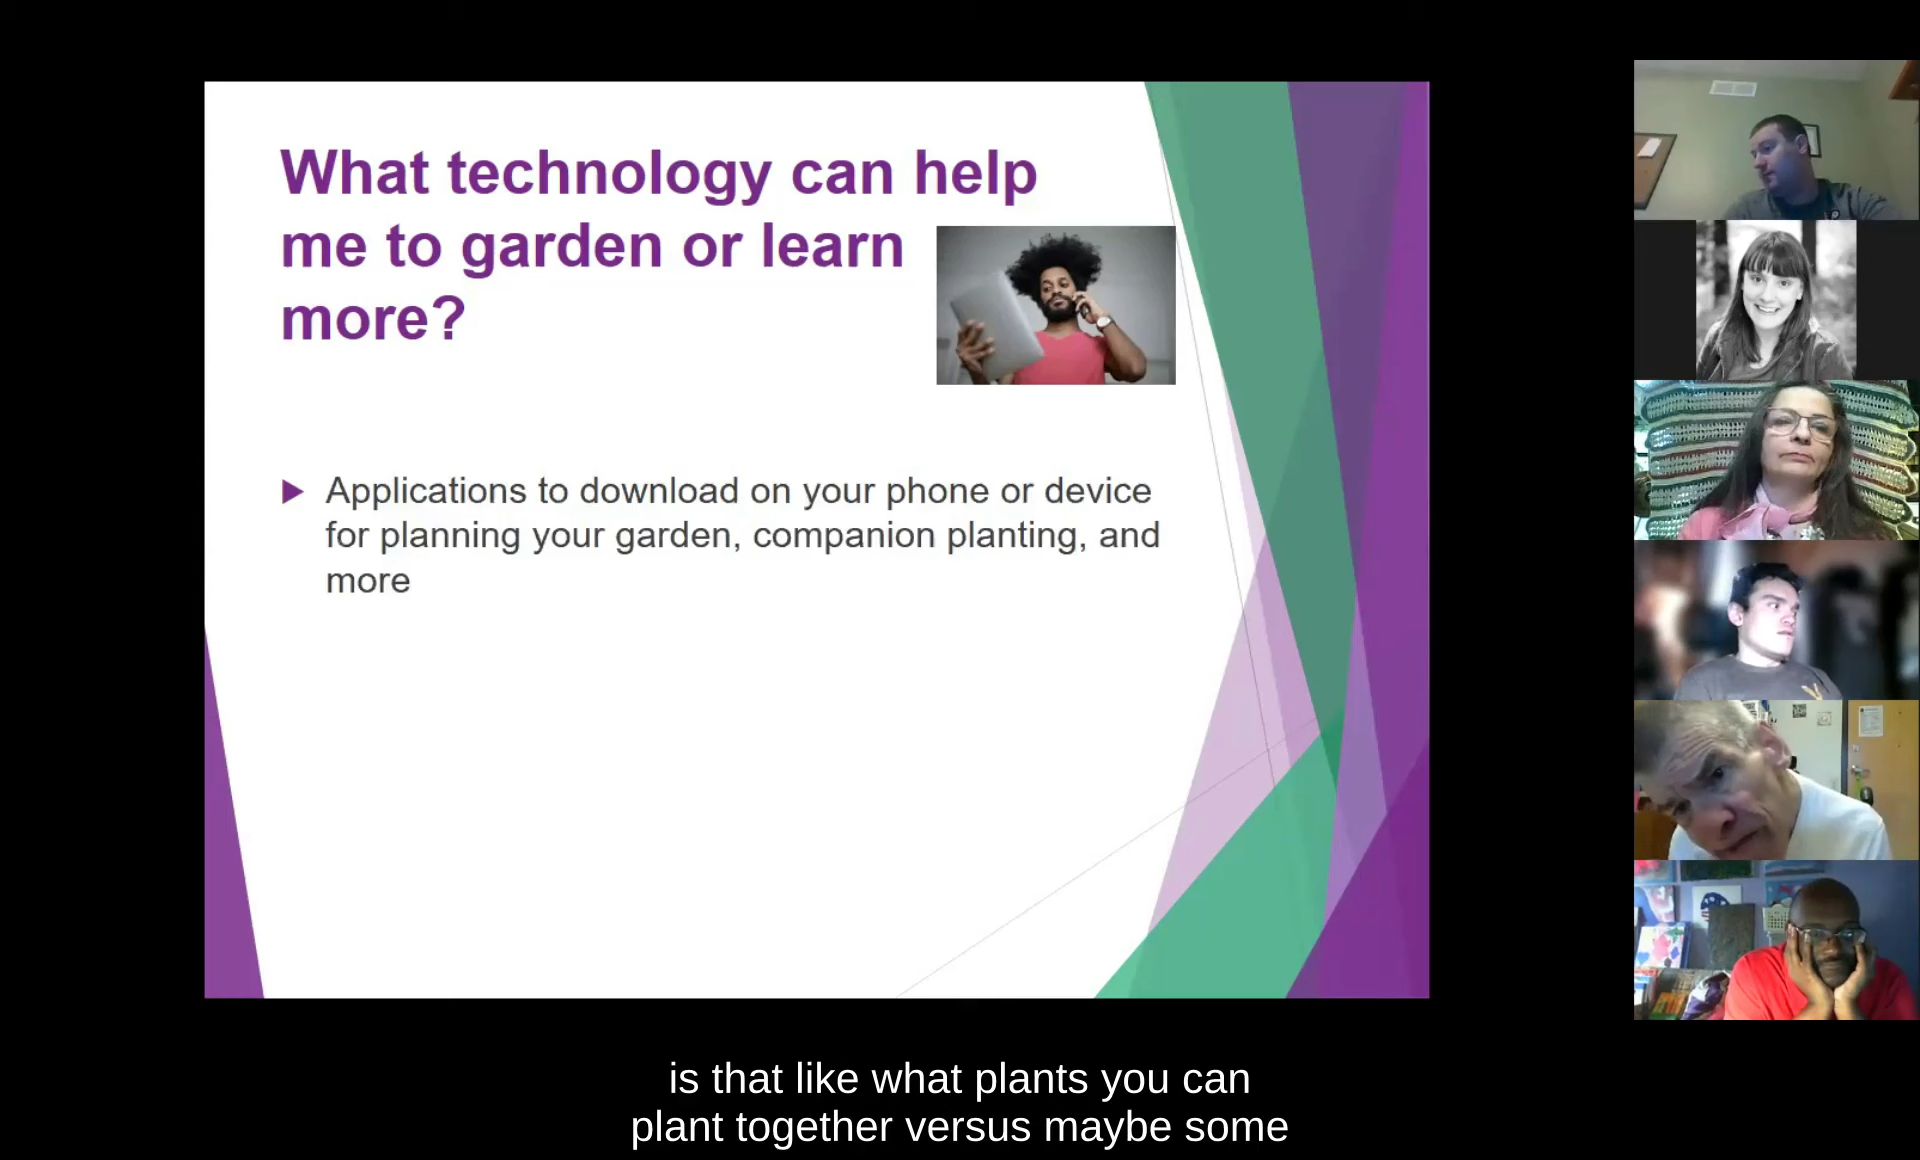 What technology can help
me to garden or learn
more?
Applications to download on your phone or device
for planning your garden, companion planting, and
more
is that like what plants you can
plant together versus maybe some